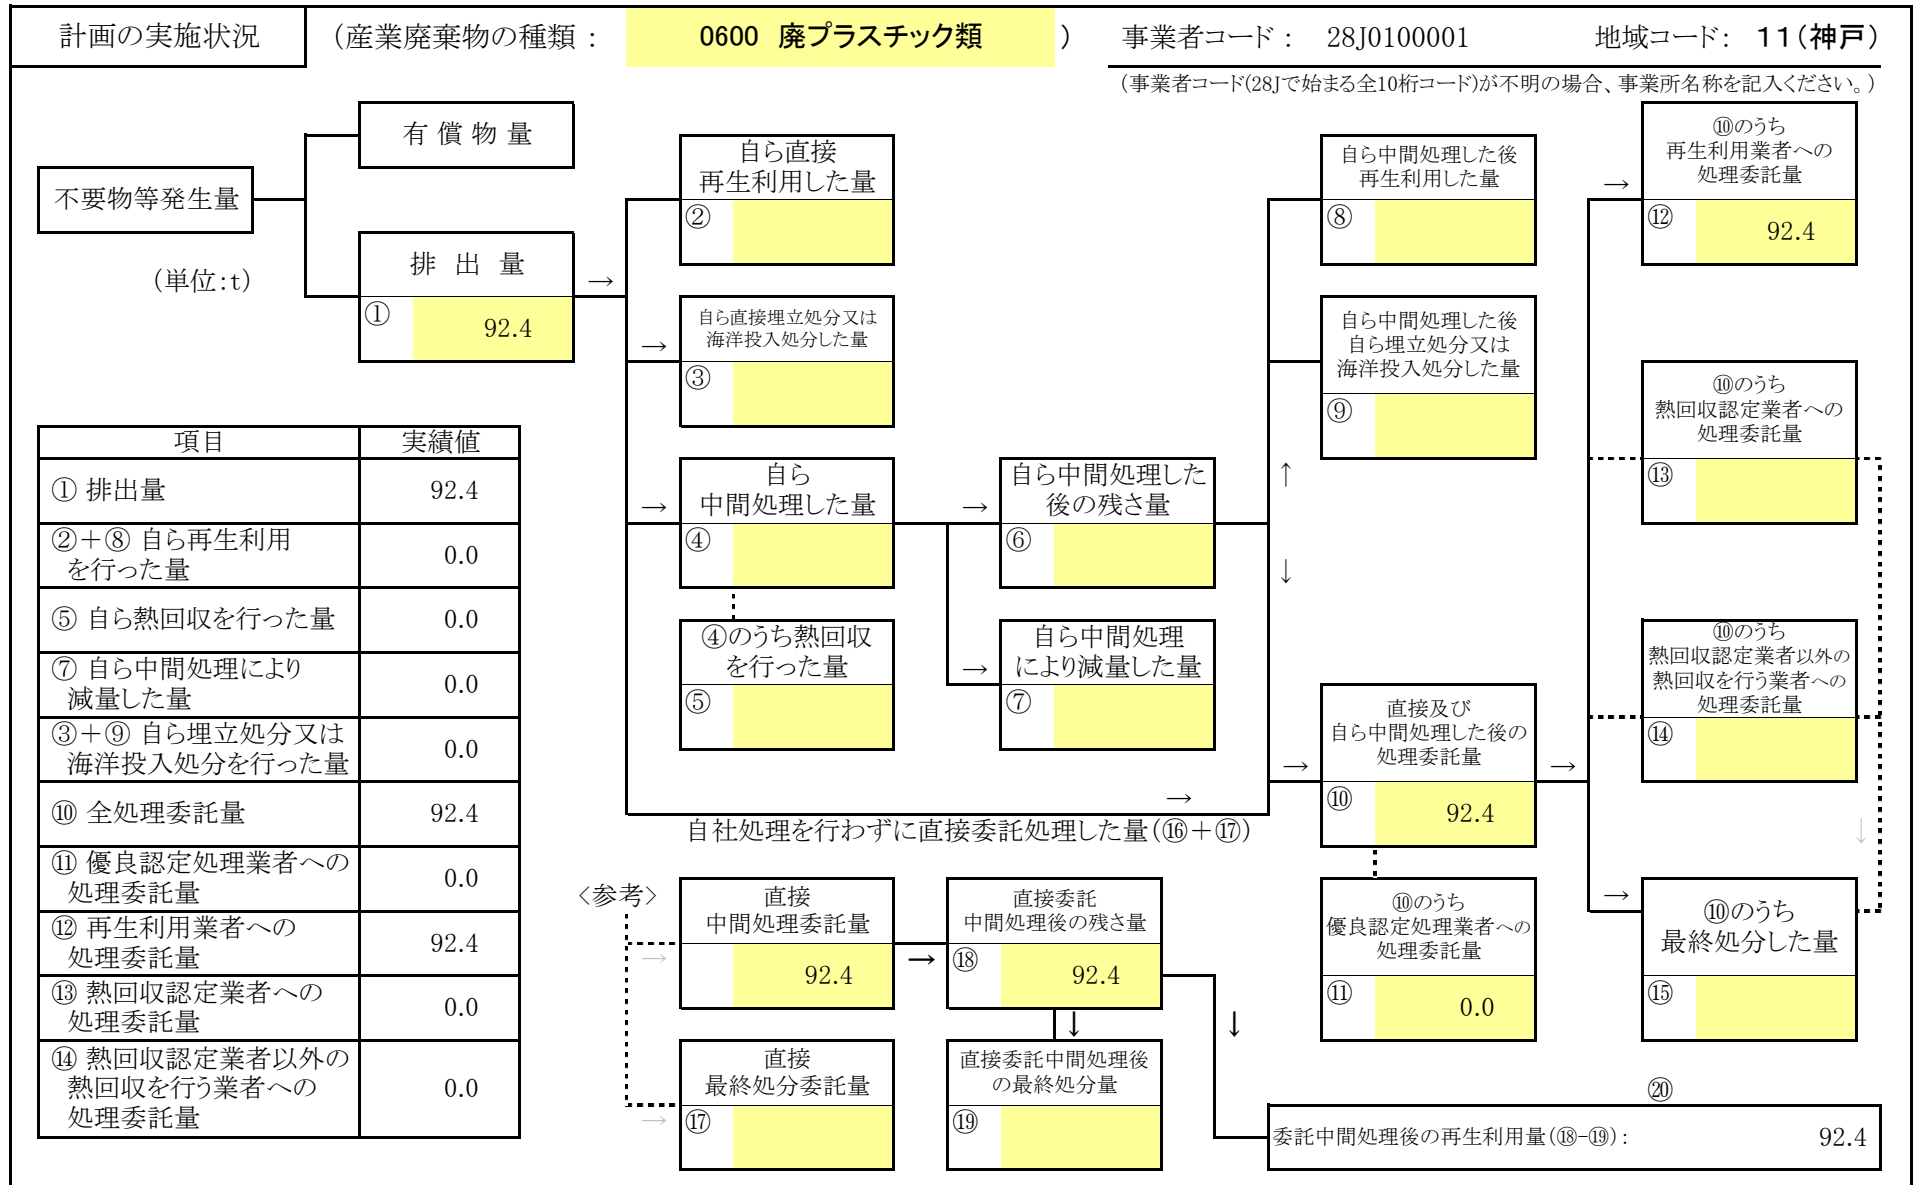 計画の実施状況 （産業廃棄物の種類： 0600 廃プラスチック類 ） 事業者コード： 28J0100001 地域コード： 11（神戸）
（事業者コード(28Jで始まる全10桁コード)が不明の場合、事業所名称を記入ください。）
不要物等発生量
（単位:t）
有償物量
排出量
① 92.4
→
自ら直接
再生利用した量
②
→
自ら直接埋立処分又は
海洋投入処分した量
③
→
自ら
中間処理した量
④
④のうち熱回収
を行った量
⑤
→
自ら中間処理した
後の残さ量
⑥
→
自ら中間処理
により減量した量
⑦
↑
↓
自ら中間処理した後
再生利用した量
⑧
自ら中間処理した後
自ら埋立処分又は
海洋投入処分した量
⑨
→
自社処理を行わずに直接委託処理した量(⑯＋⑰)
→
直接及び
自ら中間処理した後の
処理委託量
⑩ 92.4
⑩のうち
優良認定処理業者への
処理委託量
⑪ 0.0
→
→
⑩のうち
再生利用業者への
処理委託量
⑫ 92.4
⑩のうち
熱回収認定業者への
処理委託量
⑬
⑩のうち
熱回収認定業者以外の
熱回収を行う業者への
処理委託量
⑭
↓
→
⑩のうち
最終処分した量
⑮
項目 実績値
① 排出量 92.4
②＋⑧ 自ら再生利用
を行った量 0.0
⑤ 自ら熱回収を行った量 0.0
⑦ 自ら中間処理により
減量した量 0.0
③＋⑨ 自ら埋立処分又は
海洋投入処分を行った量 0.0
⑩ 全処理委託量 92.4
⑪ 優良認定処理業者への
処理委託量 0.0
⑫ 再生利用業者への
処理委託量 92.4
⑬ 熱回収認定業者への
処理委託量 0.0
⑭ 熱回収認定業者以外の
熱回収を行う業者への
処理委託量 0.0
〈参考〉
→
直接
中間処理委託量
92.4
→
直接委託
中間処理後の残さ量
⑱ 92.4
↓
↓
→
直接
最終処分委託量
⑰
直接委託中間処理後
の最終処分量
⑲
⑳
委託中間処理後の再生利用量(⑱-⑲)： 92.4